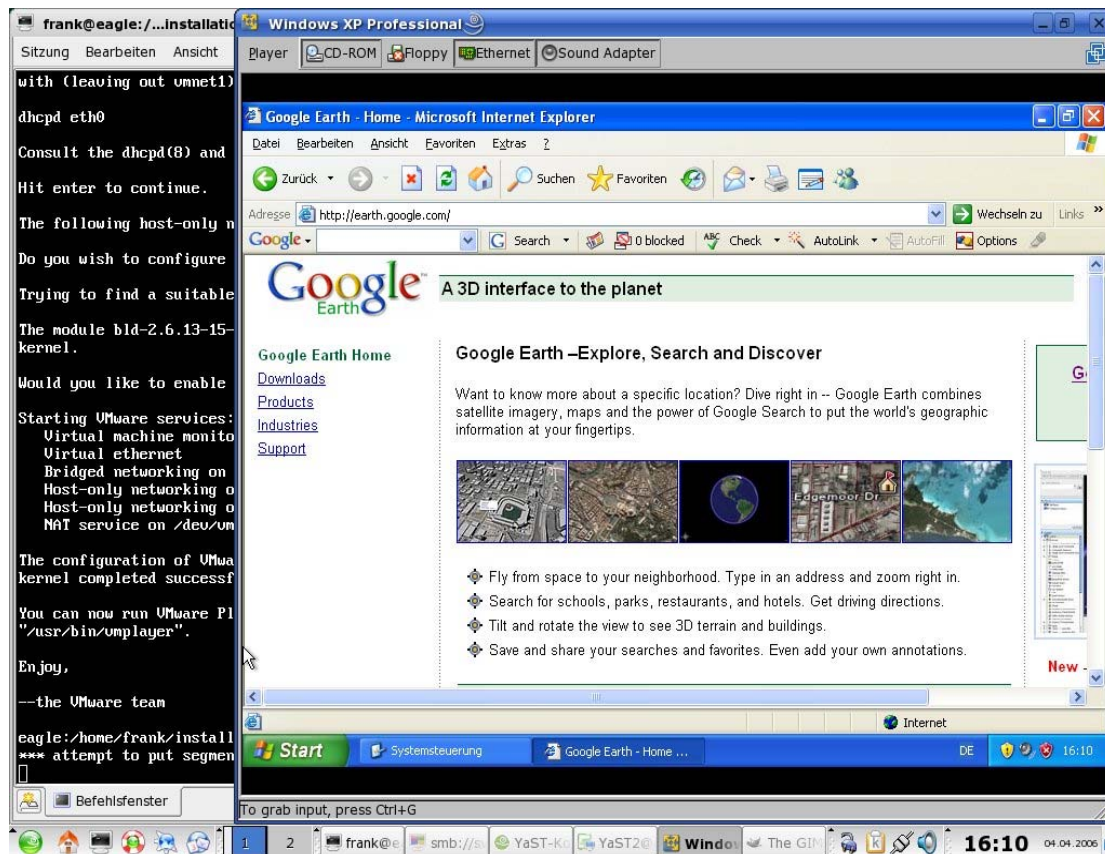 frank@eagle:/...installatio
Sitzung Bearbeiten Ansicht
with (leaving out vmnet1)
dhcpd eth0
Consult the dhcpd(8) and
Hit enter to continue.
The following host-only n
Do you wish to configure
Trying to find a suitable
The module bld-2.6.13-15-
kernel.
Would you like to enable
Starting VMware services:
Virtual machine monito
Virtual ethernet
Bridged networking on
Host-only networking o
Host-only networking o
NAT service on /dev/vm
The configuration of VMwa
kernel completed successf
You can now run VMware Pl
"/usr/bin/vmplayer".
Enjoy,
--the VMware team
eagle:/home/frank/install
*** attempt to put segmen
Befehlsfenster
Windows XP Professional
Player CD-ROM Floppy Ethernet Sound Adapter
Google Earth - Home - Microsoft Internet Explorer
Datei Bearbeiten Ansicht Favoriten Extras ?
Zurück Suchen Favoriten
Adresse http://earth.google.com/ Wechseln zu Links »
Google Search 0 blocked ABC Check AutoLink AutoFill Options
Google Earth
A 3D interface to the planet
Google Earth Home
Downloads
Products
Industries
Support
Google Earth –Explore, Search and Discover
Want to know more about a specific location? Dive right in -- Google Earth combines
satellite imagery, maps and the power of Google Search to put the world's geographic
information at your fingertips.
Edgemoor Dr
Fly from space to your neighborhood. Type in an address and zoom right in.
Search for schools, parks, restaurants, and hotels. Get driving directions.
Tilt and rotate the view to see 3D terrain and buildings.
Save and share your searches and favorites. Even add your own annotations.
G
New -
Internet
Start Systemsteuerung Google Earth - Home ... DE 16:10
To grab input, press Ctrl+G
1 2 frank@e smb://s YaST-Ko YaST2@ Windo The GIM 16:10 04.04.2006